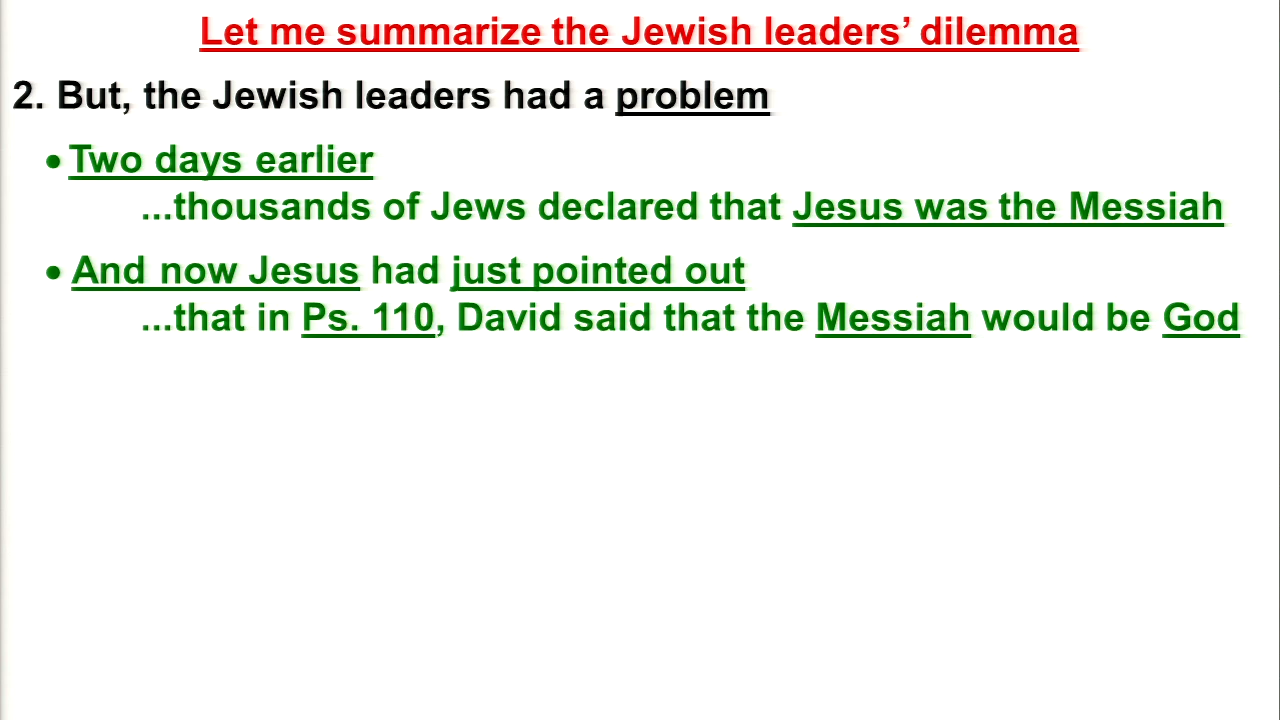 Let me summarize the Jewish leaders’ dilemma
2. But, the Jewish leaders had a problem
• Two days earlier
...thousands of Jews declared that Jesus was the Messiah
• And now Jesus had just pointed out
...that in Ps. 110, David said that the Messiah would be God